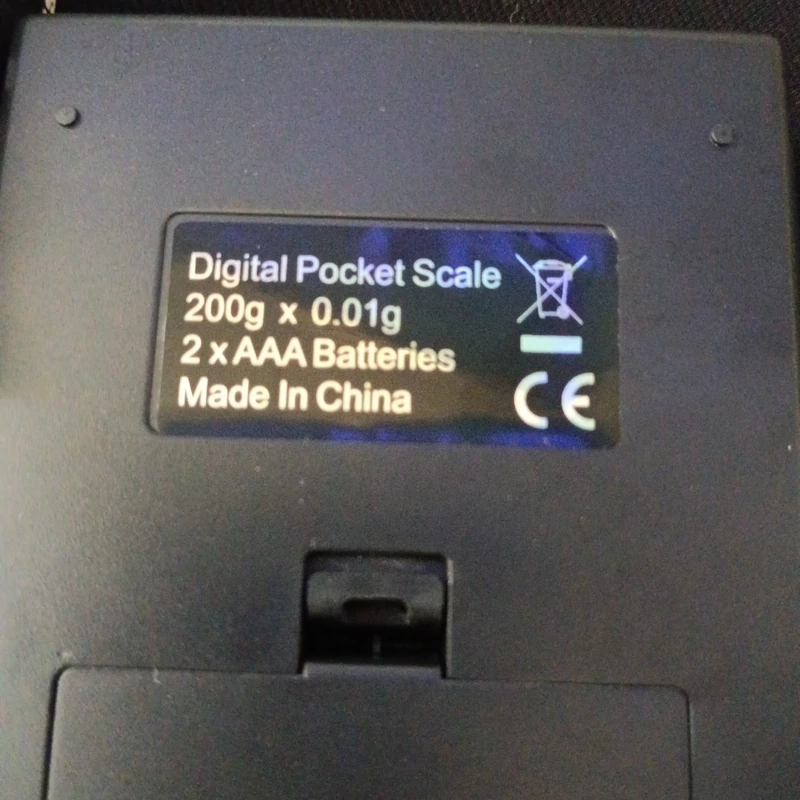 Digital Pocket Scale
200g x 0.01g
2 x AAA Batteries
Made In China
CE